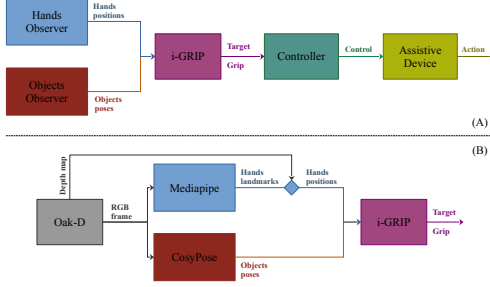 Hands
Observer
Hands
positions
Objects
Observer
Objects
poses
i-GRIP
Target
Grip
Controller
Control
Assistive
Device
Action
(A)
(B)
Depth map
Oak-D
RGB
frame
Mediapipe
Hands
landmarks
Hands
positions
CosyPose
Objects
poses
i-GRIP
Target
Grip